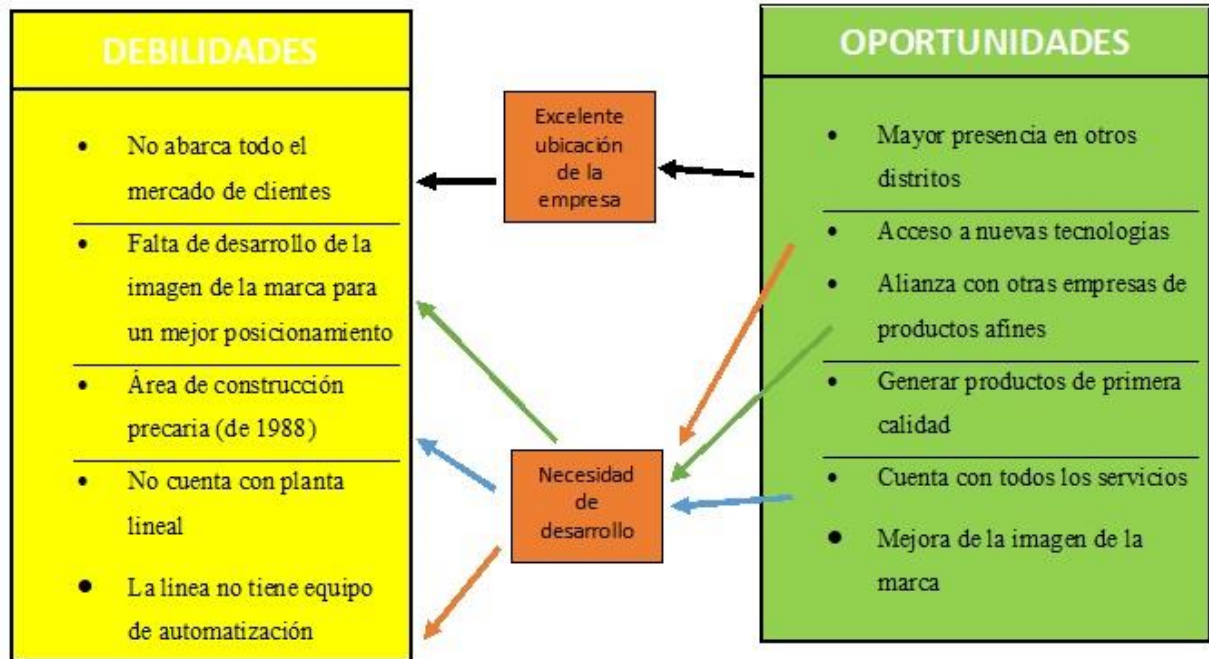 DEBILIDADES
• No abarca todo el
mercado de clientes
• Falta de desarrollo de la
imagen de la marca para
un mejor posicionamiento
• Área de construcción
precaria (de 1988)
• No cuenta con planta
lineal
• La linea no tiene equipo
de automatización
Excelente
ubicación
de la
empresa
Necesidad
de
desarrollo
OPORTUNIDADES
• Mayor presencia en otros
distritos
• Acceso a nuevas tecnologias
• Alianza con otras empresas de
productos afines
• Generar productos de primera
calidad
• Cuenta con todos los servicios
• Mejora de la imagen de la
marca